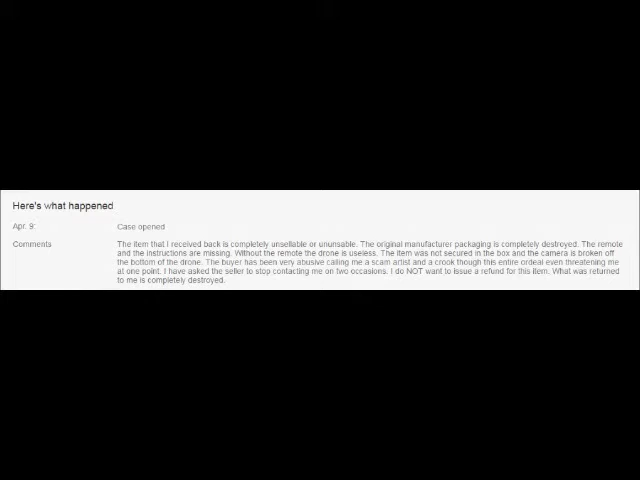 Here's what happened
Apr. 9: Case opened
Comments The item that I received back is completely unsellable or ununsable. The original manufacturer packaging is completely destroyed. The remote
and the instructions are missing. Without the remote the drone is useless. The item was not secured in the box and the camera is broken off
the bottom of the drone. The buyer has been very abusive calling me a scam artist and a crook though this entire ordeal even threatening me
at one point. I have asked the seller to stop contacting me on two occasions. I do NOT want to issue a refund for this item. What was returned
to me is completely destroyed.